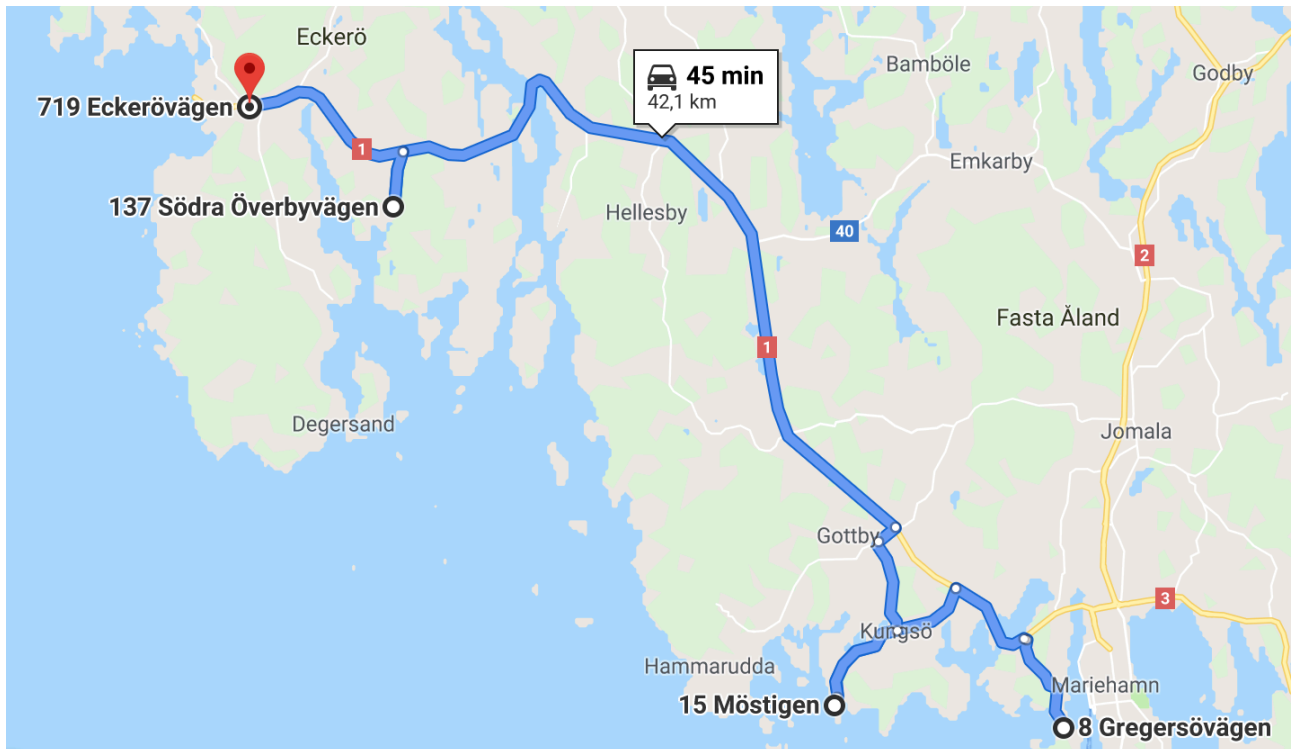 Eckerö
45 min
42,1 km
Bamböle
Godby
719 Eckerövägen
1
Emkarby
137 Södra Överbyvägen
Hellesby
40
2
Fasta Åland
1
Degersand
Jomala
Gottby
3
Kungsö
Hammarudda
Mariehamn
15 Möstigen
8 Gregersövägen